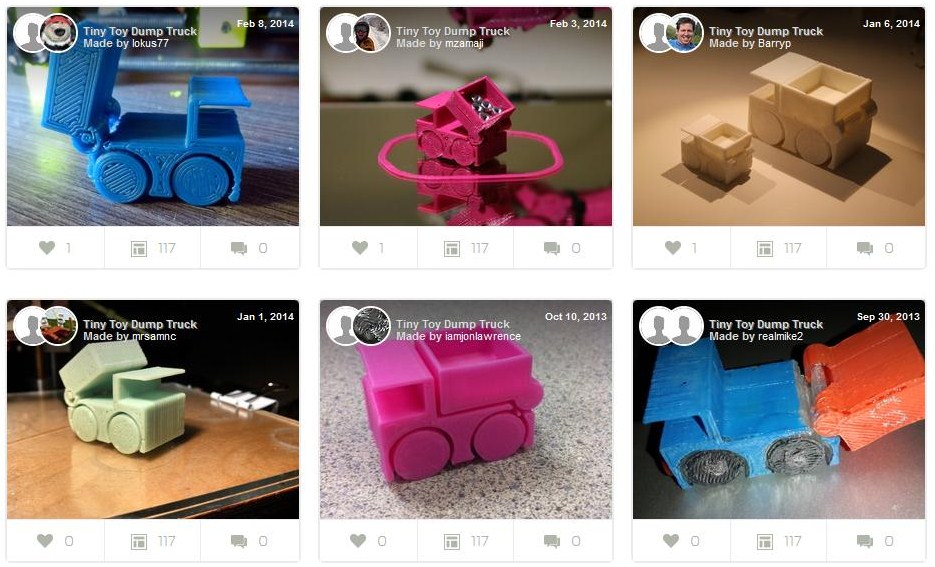 Feb 8, 2014
Tiny Toy Dump Truck
Made by lokus77
1 117 0
Feb 3, 2014
Tiny Toy Dump Truck
Made by mzamaji
1 117 0
Jan 6, 2014
Tiny Toy Dump Truck
Made by Barryp
1 117 0
Jan 1, 2014
Tiny Toy Dump Truck
Made by mrsamnc
0 117 0
Oct 10, 2013
Tiny Toy Dump Truck
Made by iamjonlawrence
0 117 0
Sep 30, 2013
Tiny Toy Dump Truck
Made by realmike2
0 117 0